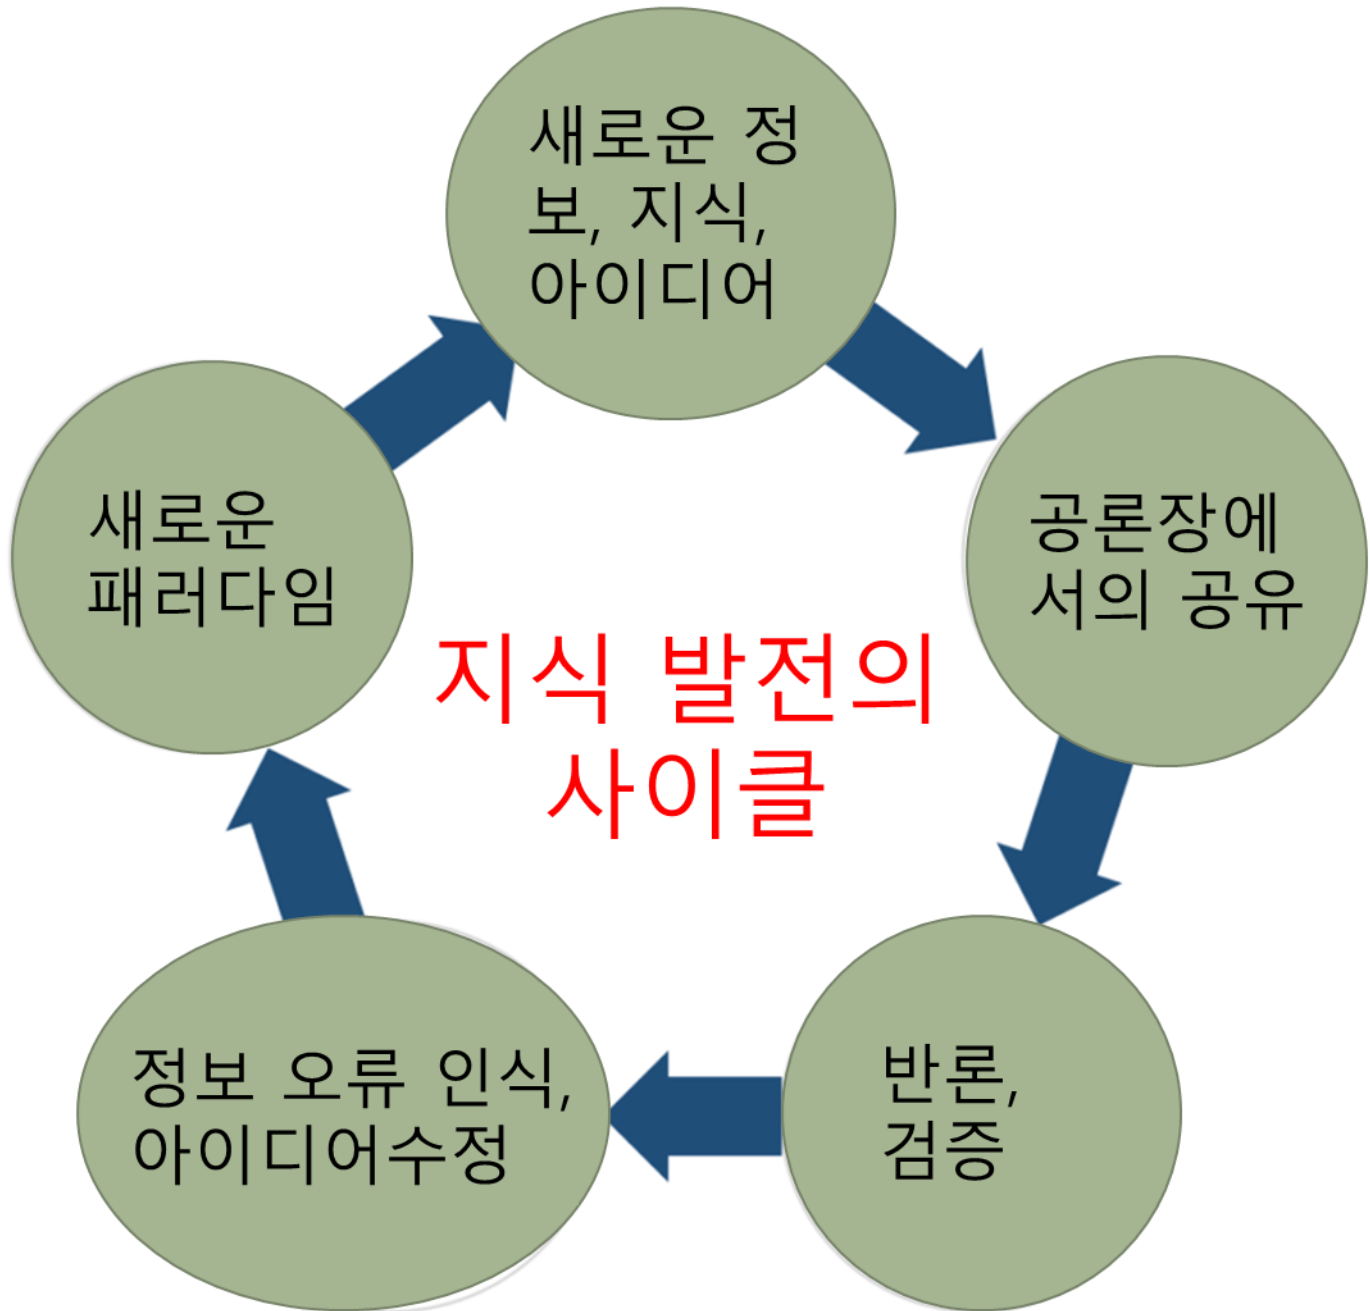 새로운 정
보, 지식,
아이디어
공론장에
서의 공유
반론,
검증
정보 오류 인식,
아이디어수정
새로운
패러다임
지식 발전의
사이클